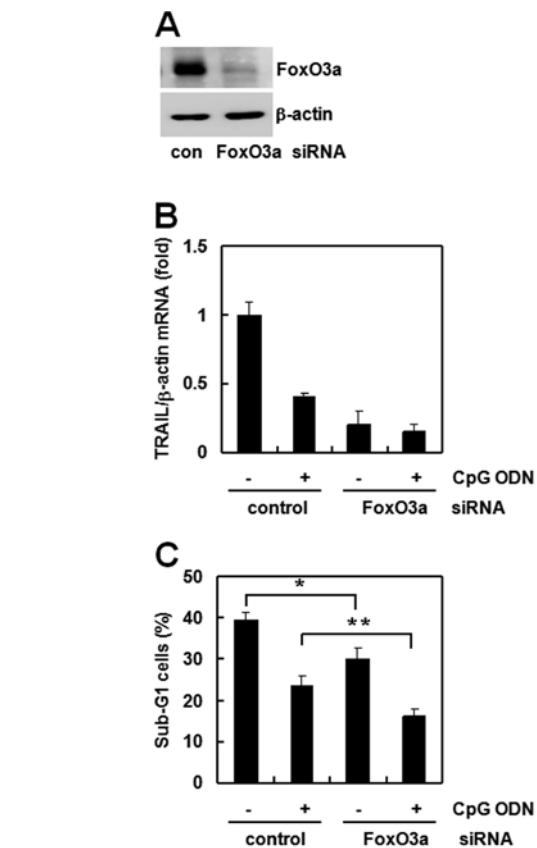 A
FoxO3a
β-actin
con FoxO3a siRNA
B
TRAIL/β-actin mRNA (fold)
1.5
1
0.5
0
- + - + CpG ODN
control FoxO3a siRNA
C
Sub-G1 cells (%)
50
* 
40
**
30
20
10
0
- + - + CpG ODN
control FoxO3a siRNA